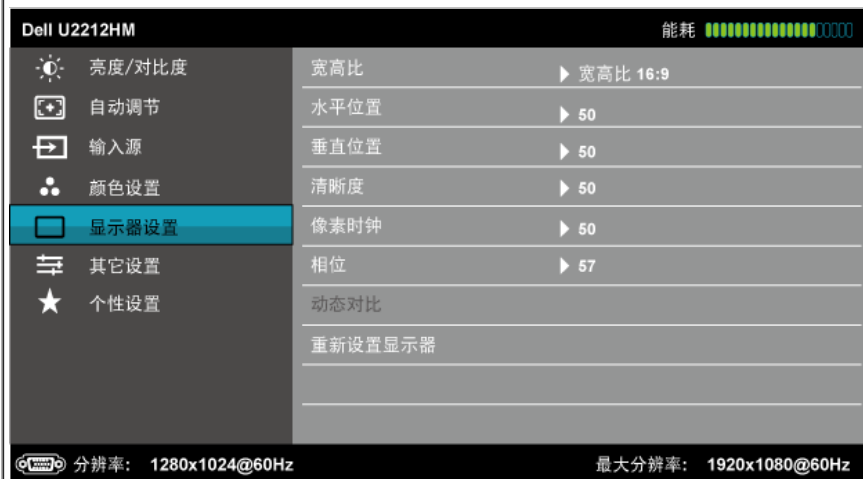 Dell U2212HM 能耗
亮度/对比度
宽高比 宽高比 16:9
自动调节
水平位置 50
输入源
垂直位置 50
颜色设置
清晰度 50
显示器设置
像素时钟 50
其它设置
相位 57
个性设置
动态对比
重新设置显示器
分辨率: 1280x1024@60Hz 最大分辨率: 1920x1080@60Hz